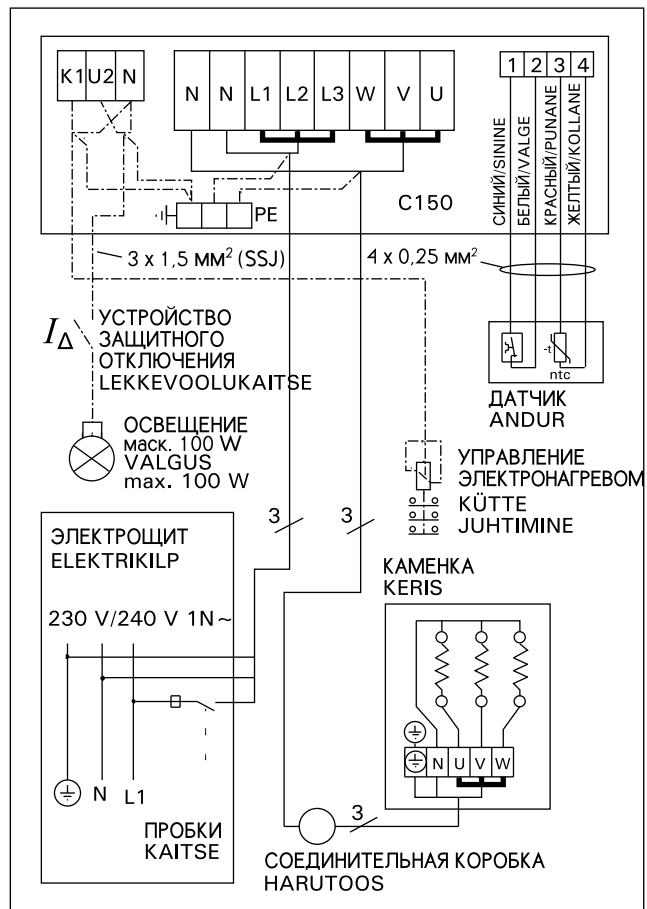 K1 U2 N
N N L1 L2 L3 W V U
1 2 3 4
СИНИЙ/SININE
БЕЛЫЙ/VALGE
КРАСНЫЙ/PUNANE
ЖЕЛТЫЙ/KOLLANE
PE
C150
3 x 1,5 мм² (SSJ)
4 x 0,25 мм²
I∆
УСТРОЙСТВО
ЗАЩИТНОГО
ОТКЛЮЧЕНИЯ
LEKKEVOOLUKAITSE
-t
ntc
ДАТЧИК
ANDUR
ОСВЕЩЕНИЕ
маск. 100 W
VALGUS
max. 100 W
УПРАВЛЕНИЕ
ЭЛЕКТРОНАГРЕВОМ
KÜTTE
JUHTIMINE
3
3
ЭЛЕКТРОЩИТ
ELEKTRIKILP
230 V/240 V 1N~
КАМЕНКА
KERIS
N U V W
N L1
ПРОБКИ
KAITSE
3
СОЕДИНИТЕЛЬНАЯ КОРОБКА
HARUTOOS